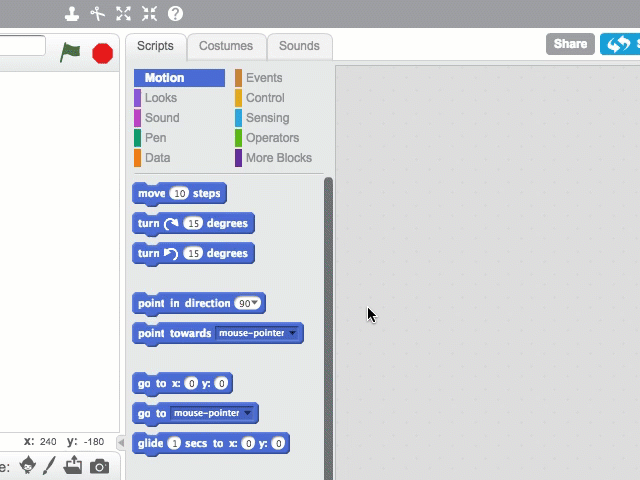 Share
S
Scripts Costumes Sounds
Motion Events
Looks Control
Sound Sensing
Pen Operators
Data More Blocks
move 10 steps
turn 15 degrees
turn 15 degrees
point in direction 90
point towards mouse-pointer
go to x: 0 y: 0
go to mouse-pointer
glide 1 secs to x: 0 y: 0
x: 240 y: -180
e: